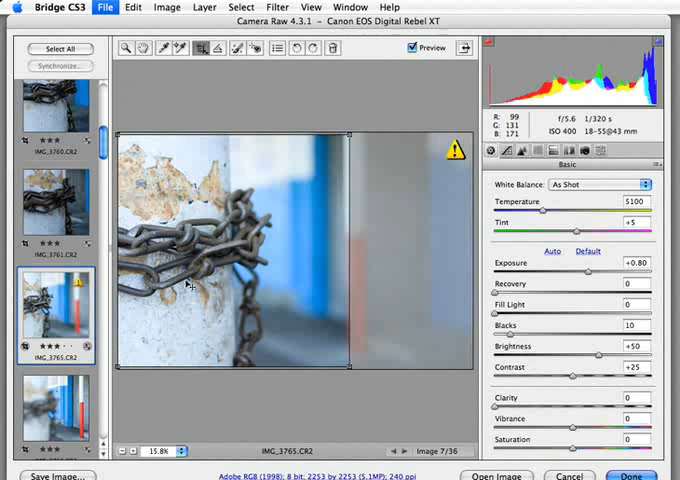 Bridge CS3 File Edit Image Layer Select Filter View Window Help
Camera Raw 4.3.1 - Canon EOS Digital Rebel XT
Select All
Synchronize...
Preview
IMG_3760.CR2
IMG_3761.CR2
IMG_3765.CR2
R: 99
G: 131
B: 171
f/5.6 1/320 s
ISO 400 18-55@43 mm
Basic
White Balance: As Shot
Temperature 5100
Tint +5
Auto Default
Exposure +0.80
Recovery 0
Fill Light 0
Blacks 10
Brightness +50
Contrast +25
Clarity 0
Vibrance 0
Saturation 0
15.8% IMG_3765.CR2 Image 7/36
Save Image... Adobe RGB (1998); 8 bit; 2253 by 2253 (5.1MP); 240 ppi Open Image Cancel Done